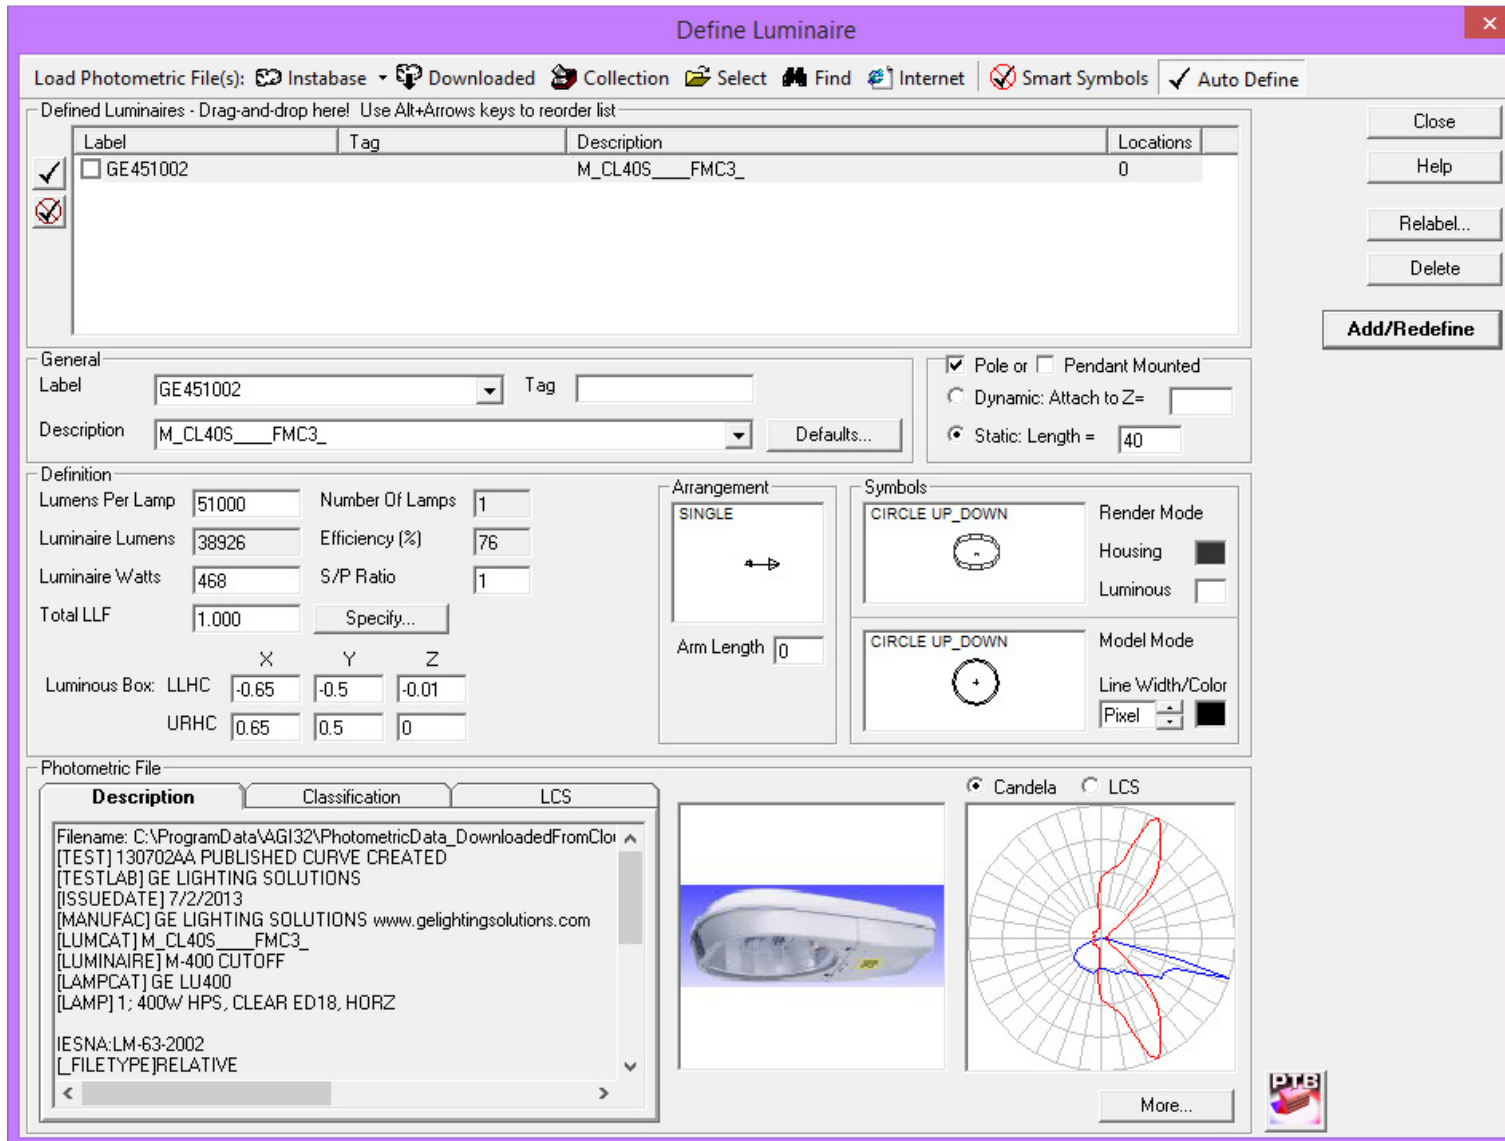 Define Luminaire
Load Photometric File(s): Instabase Downloaded Collection Select Find Internet Smart Symbols Auto Define
Defined Luminaires - Drag-and-drop here! Use Alt+Arrows keys to reorder list
Label Tag Description Locations
GE451002 M_CL40S____FMC3_ 0
Close
Help
Relabel...
Delete
Add/Redefine
General
Label GE451002 Tag
Description M_CL40S____FMC3_ Defaults...
Pole or Pendant Mounted
Dynamic: Attach to Z=
Static: Length = 40
Definition
Lumens Per Lamp 51000 Number Of Lamps 1
Luminaire Lumens 38926 Efficiency (%) 76
Luminaire Watts 468 S/P Ratio 1
Total LLF 1.000 Specify...
X Y Z
Luminous Box: LLHC -0.65 -0.5 -0.01
URHC 0.65 0.5 0
Arrangement
SINGLE
Arm Length 0
Symbols
CIRCLE UP_DOWN
Render Mode
Housing
Luminous
CIRCLE UP_DOWN
Model Mode
Line Width/Color
Pixel
Photometric File
Description Classification LCS
Filename: C:\ProgramData\AGI32\PhotometricData_DownloadedFromClou
[TEST] 130702AA PUBLISHED CURVE CREATED
[TESTLAB] GE LIGHTING SOLUTIONS
[ISSUEDATE] 7/2/2013
[MANUFAC] GE LIGHTING SOLUTIONS www.gelightingsolutions.com
[LUMCAT] M_CL40S____FMC3_
[LUMINAIRE] M-400 CUTOFF
[LAMPCAT] GE LU400
[LAMP] 1; 400W HPS, CLEAR ED18, HORZ
IESNA:LM-63-2002
[_FILETYPE]RELATIVE
Candela LCS
More...
PTB